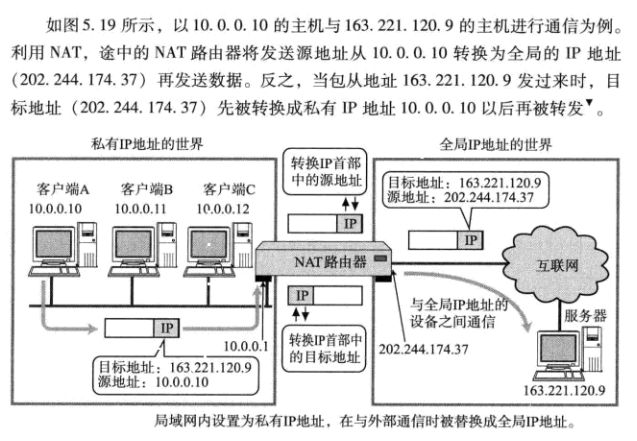 如图5.19所示，以10.0.0.10的主机与163.221.120.9的主机进行通信为例。
利用NAT，途中的NAT路由器将发送源地址从10.0.0.10转换为全局的IP地址
（202.244.174.37）再发送数据。反之，当包从地址163.221.120.9发过来时，目
标地址（202.244.174.37）先被转换成私有IP地址10.0.0.10以后再被转发▼。
私有IP地址的世界
全局IP地址的世界
转换IP首部
中的源地址
目标地址：163.221.120.9
源地址：202.244.174.37
客户端A
10.0.0.10
客户端B
10.0.0.11
客户端C
10.0.0.12
IP
IP
NAT路由器
互联网
IP
IP
与全局IP地址的
设备之间通信
服务器
10.0.0.1
转换IP首部
中的目标地址
202.244.174.37
目标地址：163.221.120.9
源地址：10.0.0.10
163.221.120.9
局域网内设置为私有IP地址，在与外部通信时被替换成全局IP地址。